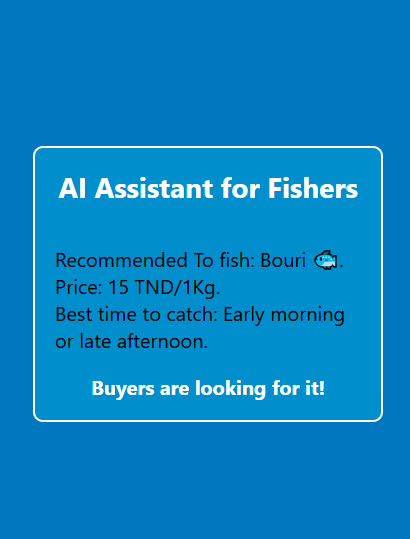 AI Assistant for Fishers
Recommended To fish: Bouri 🐟.
Price: 15 TND/1Kg.
Best time to catch: Early morning
or late afternoon.
Buyers are looking for it!